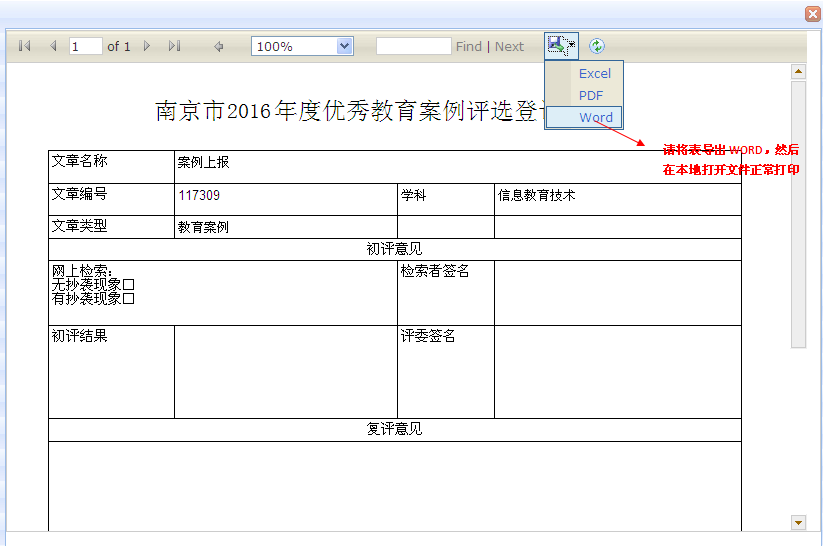 1 of 1 100% Find | Next
Excel
PDF
Word
南京市2016年度优秀教育案例评选登
请将表导出WORD，然后
在本地打开文件正常打印
文章名称 案例上报
文章编号 117309 学科 信息教育技术
文章类型 教育案例
初评意见
网上检索： 检索者签名
无抄袭现象□
有抄袭现象□
初评结果 评委签名
复评意见